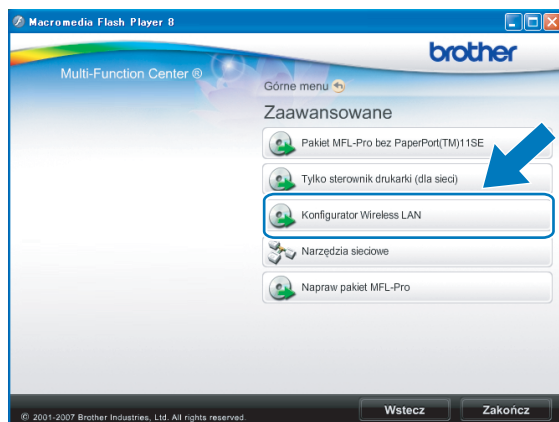 Macromedia Flash Player 8
brother
Multi-Function Center ®
Górne menu
Zaawansowane
Pakiet MFL-Pro bez PaperPort(TM)11SE
Tylko sterownik drukarki (dla sieci)
Konfigurator Wireless LAN
Narzędzia sieciowe
Napraw pakiet MFL-Pro
Wstecz
Zakończ
© 2001-2007 Brother Industries, Ltd. All rights reserved.